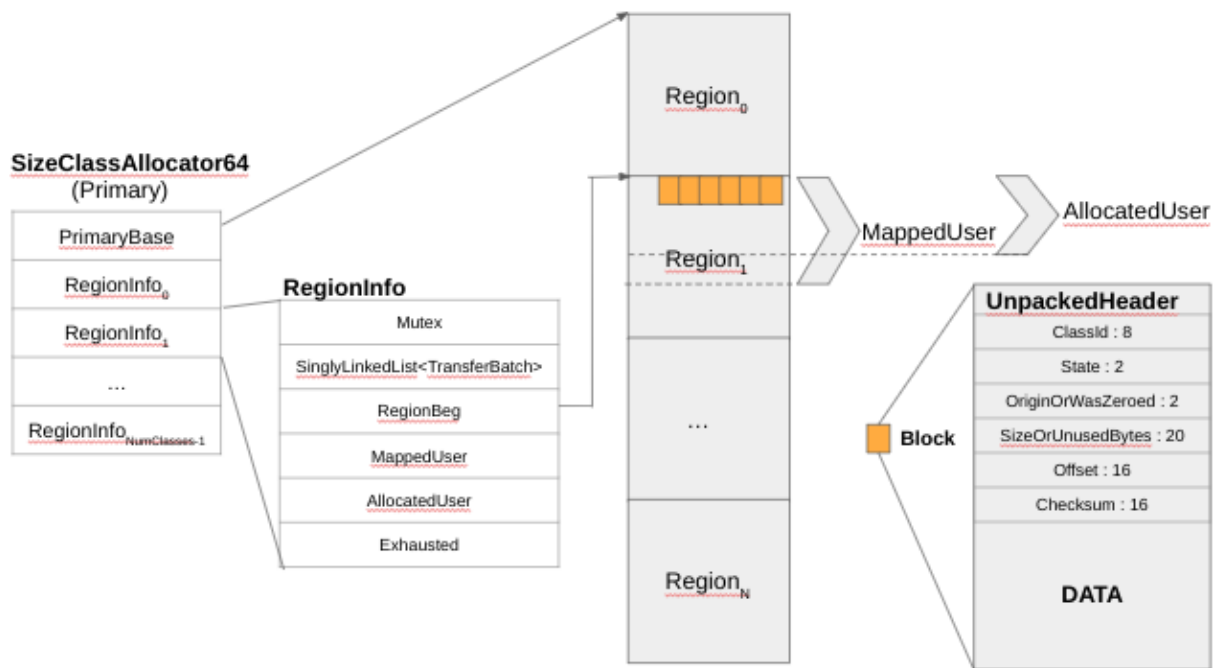 SizeClassAllocator64
(Primary)
PrimaryBase
RegionInfo0
RegionInfo1
...
RegionInfoNumClasses-1
RegionInfo
Mutex
SinglyLinkedList<TransferBatch>
RegionBeg
MappedUser
AllocatedUser
Exhausted
Region0
Region1
...
RegionN
MappedUser
AllocatedUser
Block
UnpackedHeader
ClassId : 8
State : 2
OriginOrWasZeroed : 2
SizeOrUnusedBytes : 20
Offset : 16
Checksum : 16
DATA